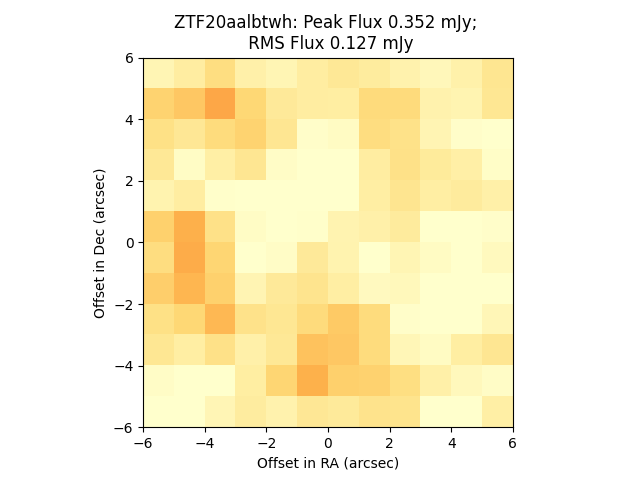 ZTF20aalbtwh: Peak Flux 0.352 mJy;
RMS Flux 0.127 mJy
6
4
2
0
−2
−4
−6
Offset in Dec (arcsec)
−6 −4 −2 0 2 4 6
Offset in RA (arcsec)